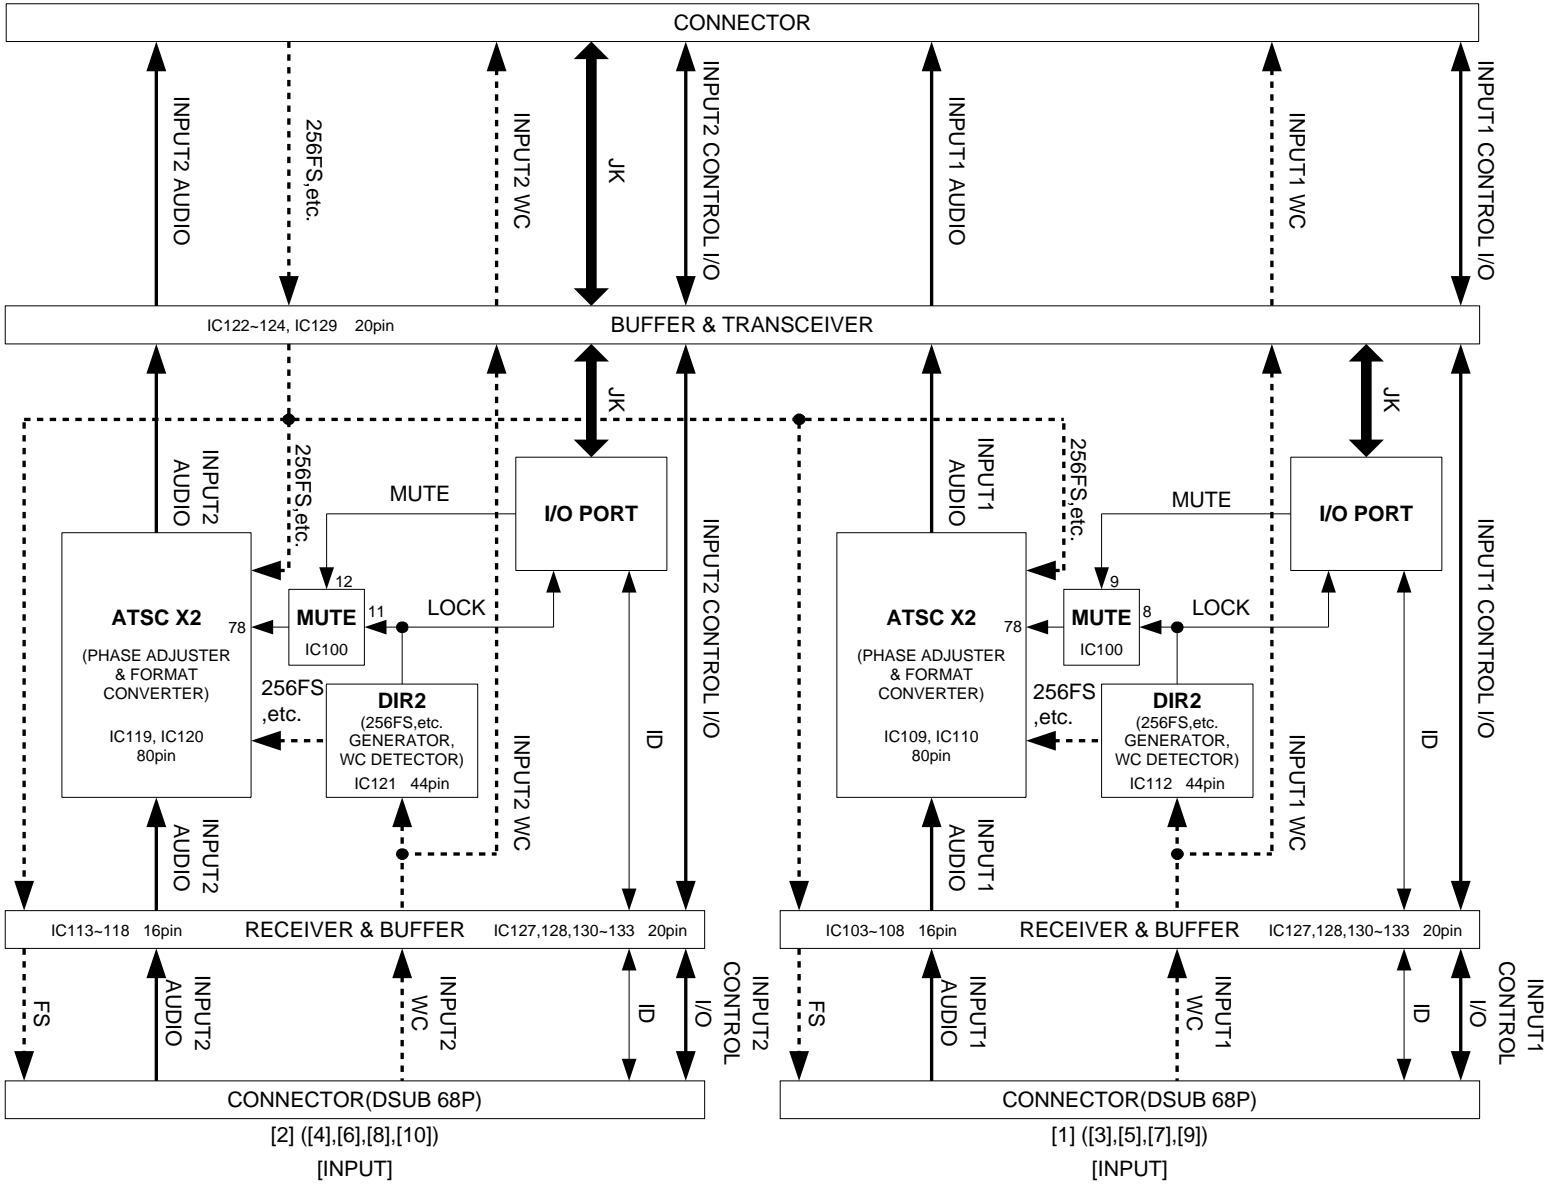 CONNECTOR
INPUT2 AUDIO
256FS,etc.
INPUT2 WC
JK
INPUT2 CONTROL I/O
INPUT1 AUDIO
INPUT1 WC
INPUT1 CONTROL I/O
IC122~124, IC129 20pin
BUFFER & TRANSCEIVER
INPUT2
AUDIO
256FS,etc.
MUTE
JK
I/O PORT
INPUT2 CONTROL I/O
12
11
LOCK
ATSC X2
78
MUTE
IC100
(PHASE ADJUSTER
& FORMAT
CONVERTER)
IC119, IC120
80pin
256FS
,etc.
DIR2
(256FS,etc.
GENERATOR,
WC DETECTOR)
IC121 44pin
INPUT2 WC
ID
INPUT2
AUDIO
INPUT1
AUDIO
256FS,etc.
MUTE
JK
I/O PORT
INPUT1 CONTROL I/O
9
8
LOCK
ATSC X2
78
MUTE
IC100
(PHASE ADJUSTER
& FORMAT
CONVERTER)
IC109, IC110
80pin
256FS
,etc.
DIR2
(256FS,etc.
GENERATOR,
WC DETECTOR)
IC112 44pin
INPUT1 WC
ID
INPUT1
AUDIO
IC113~118 16pin
RECEIVER & BUFFER
IC127,128,130~133 20pin
IC103~108 16pin
RECEIVER & BUFFER
IC127,128,130~133 20pin
FS
INPUT2
AUDIO
INPUT2
WC
ID
INPUT2
CONTROL
I/O
FS
INPUT1
AUDIO
INPUT1
WC
ID
INPUT1
CONTROL
I/O
CONNECTOR(DSUB 68P)
CONNECTOR(DSUB 68P)
[2] ([4],[6],[8],[10])
[1] ([3],[5],[7],[9])
[INPUT]
[INPUT]